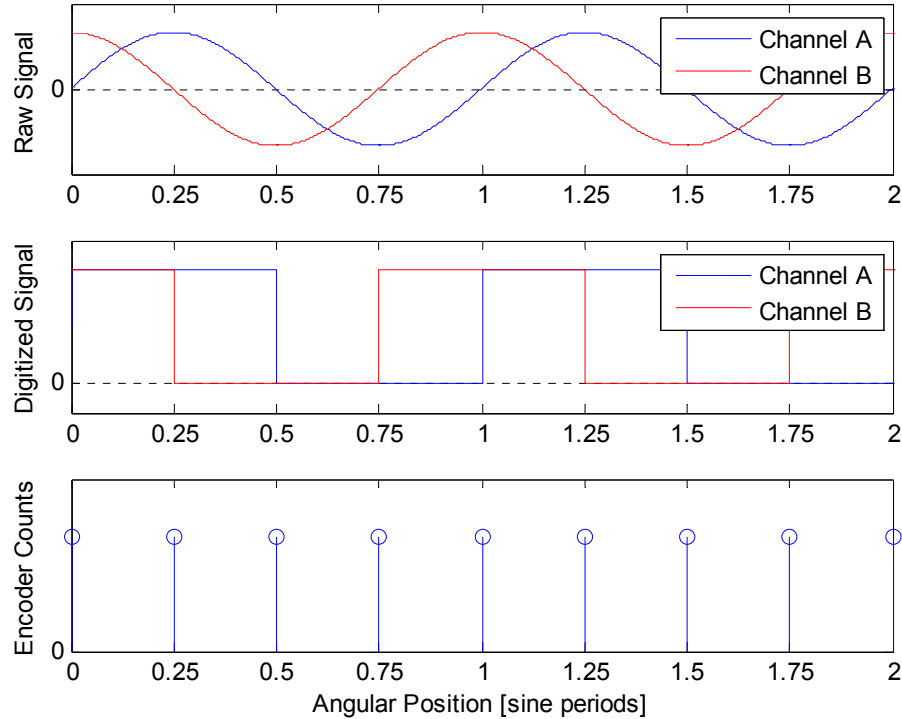 Raw Signal
0
Channel A
Channel B
0 0.25 0.5 0.75 1 1.25 1.5 1.75 2
Digitized Signal
0
Channel A
Channel B
0 0.25 0.5 0.75 1 1.25 1.5 1.75 2
Encoder Counts
0
0 0.25 0.5 0.75 1 1.25 1.5 1.75 2
Angular Position [sine periods]